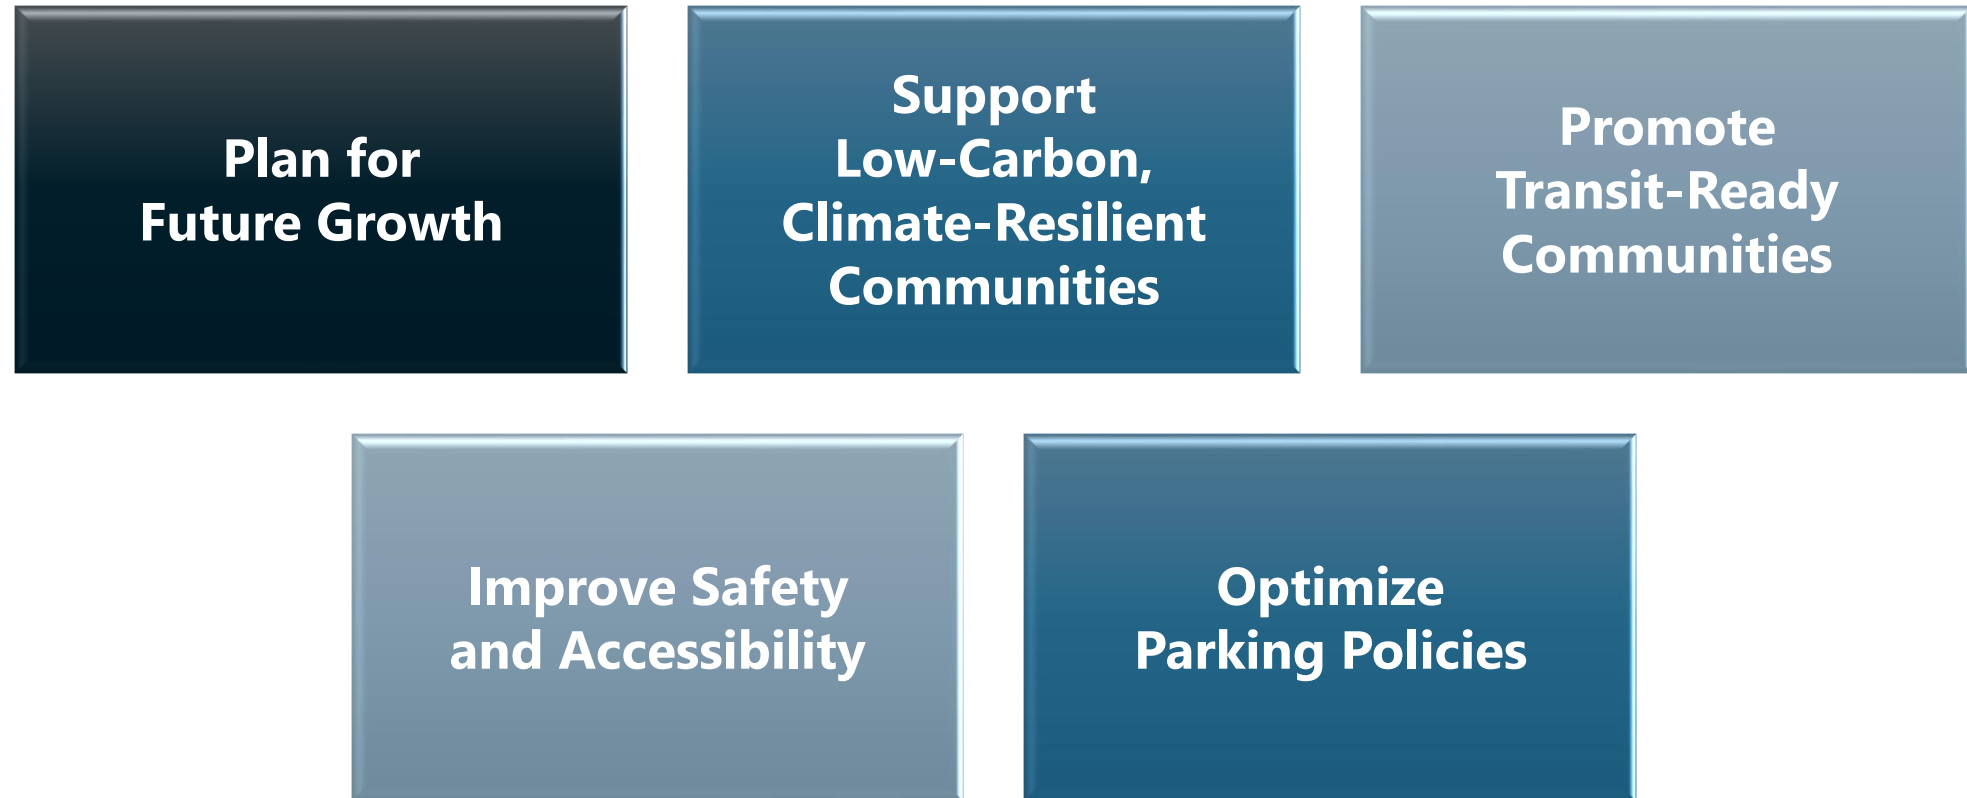 Plan for
Future Growth
Support
Low-Carbon,
Climate-Resilient
Communities
Promote
Transit-Ready
Communities
Improve Safety
and Accessibility
Optimize
Parking Policies